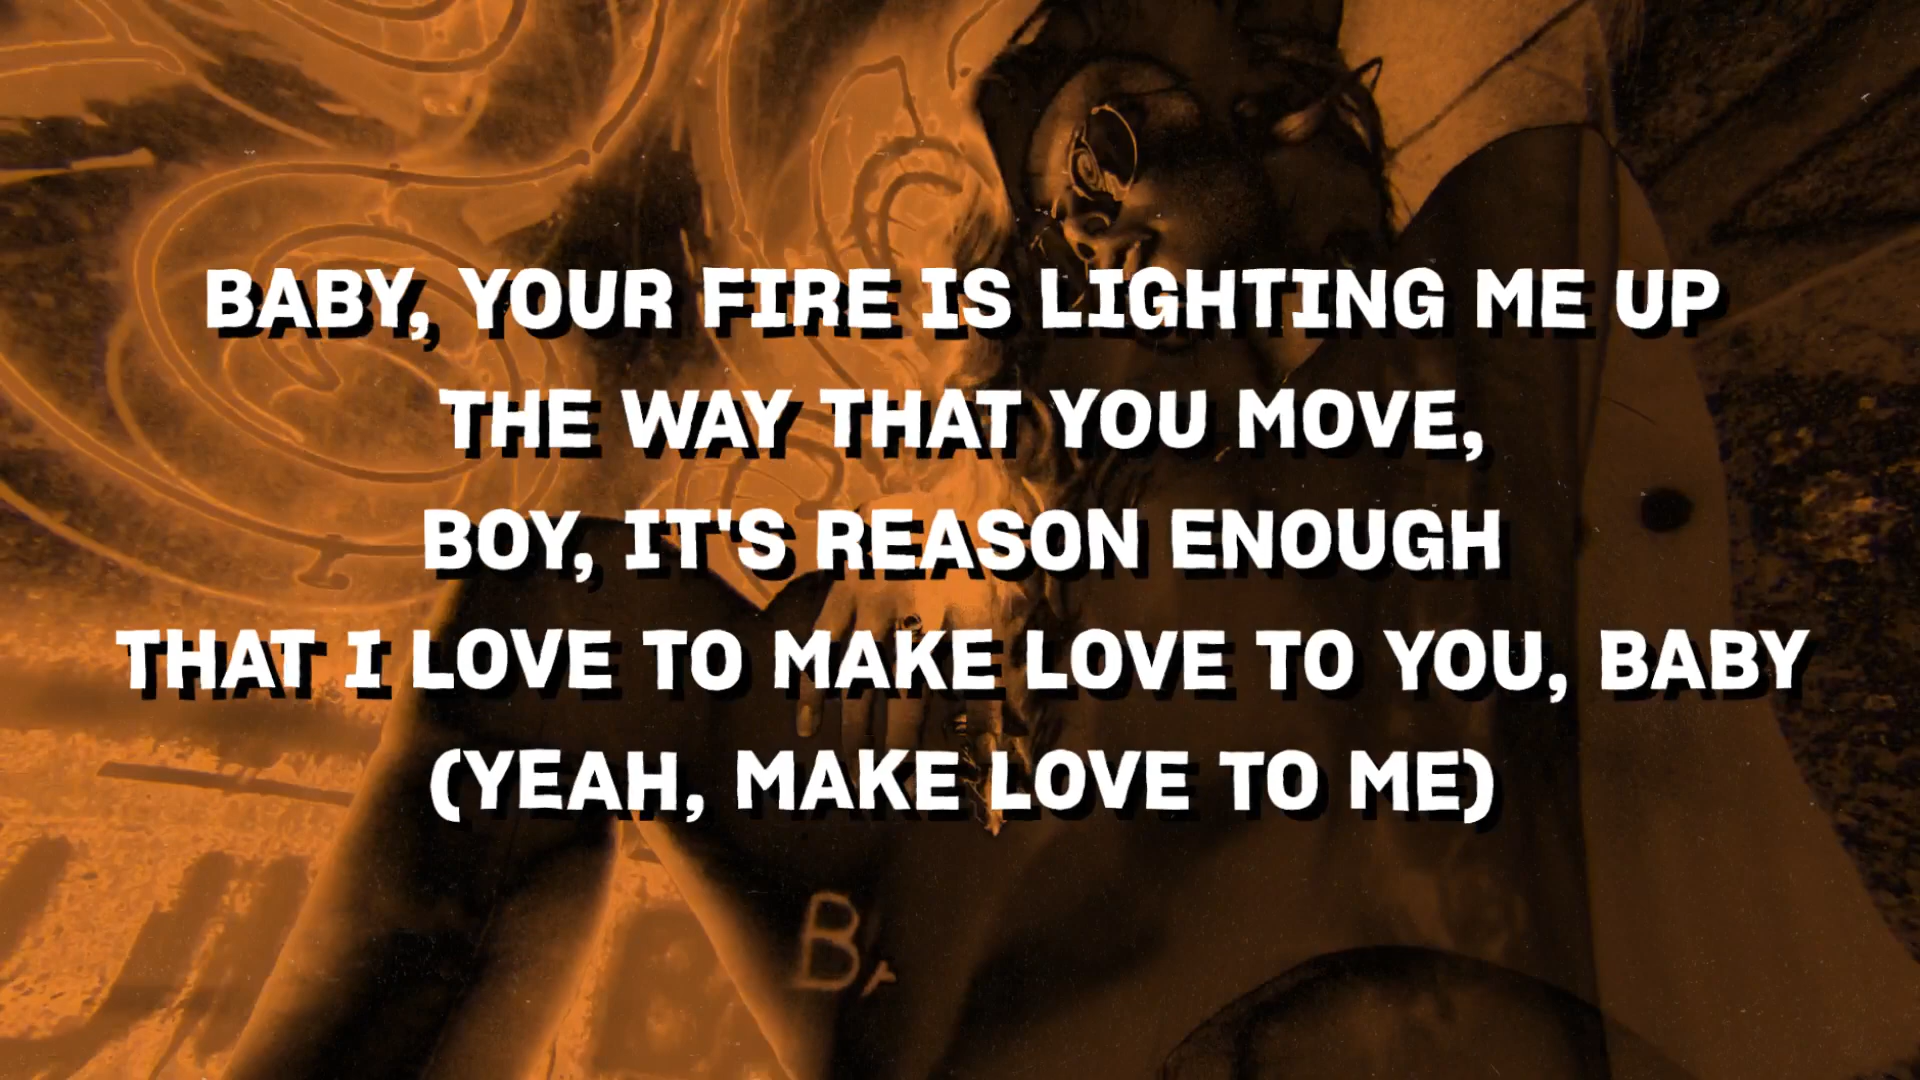 BABY, YOUR FIRE IS LIGHTING ME UP
THE WAY THAT YOU MOVE,
BOY, IT'S REASON ENOUGH
THAT I LOVE TO MAKE LOVE TO YOU, BABY
(YEAH, MAKE LOVE TO ME)